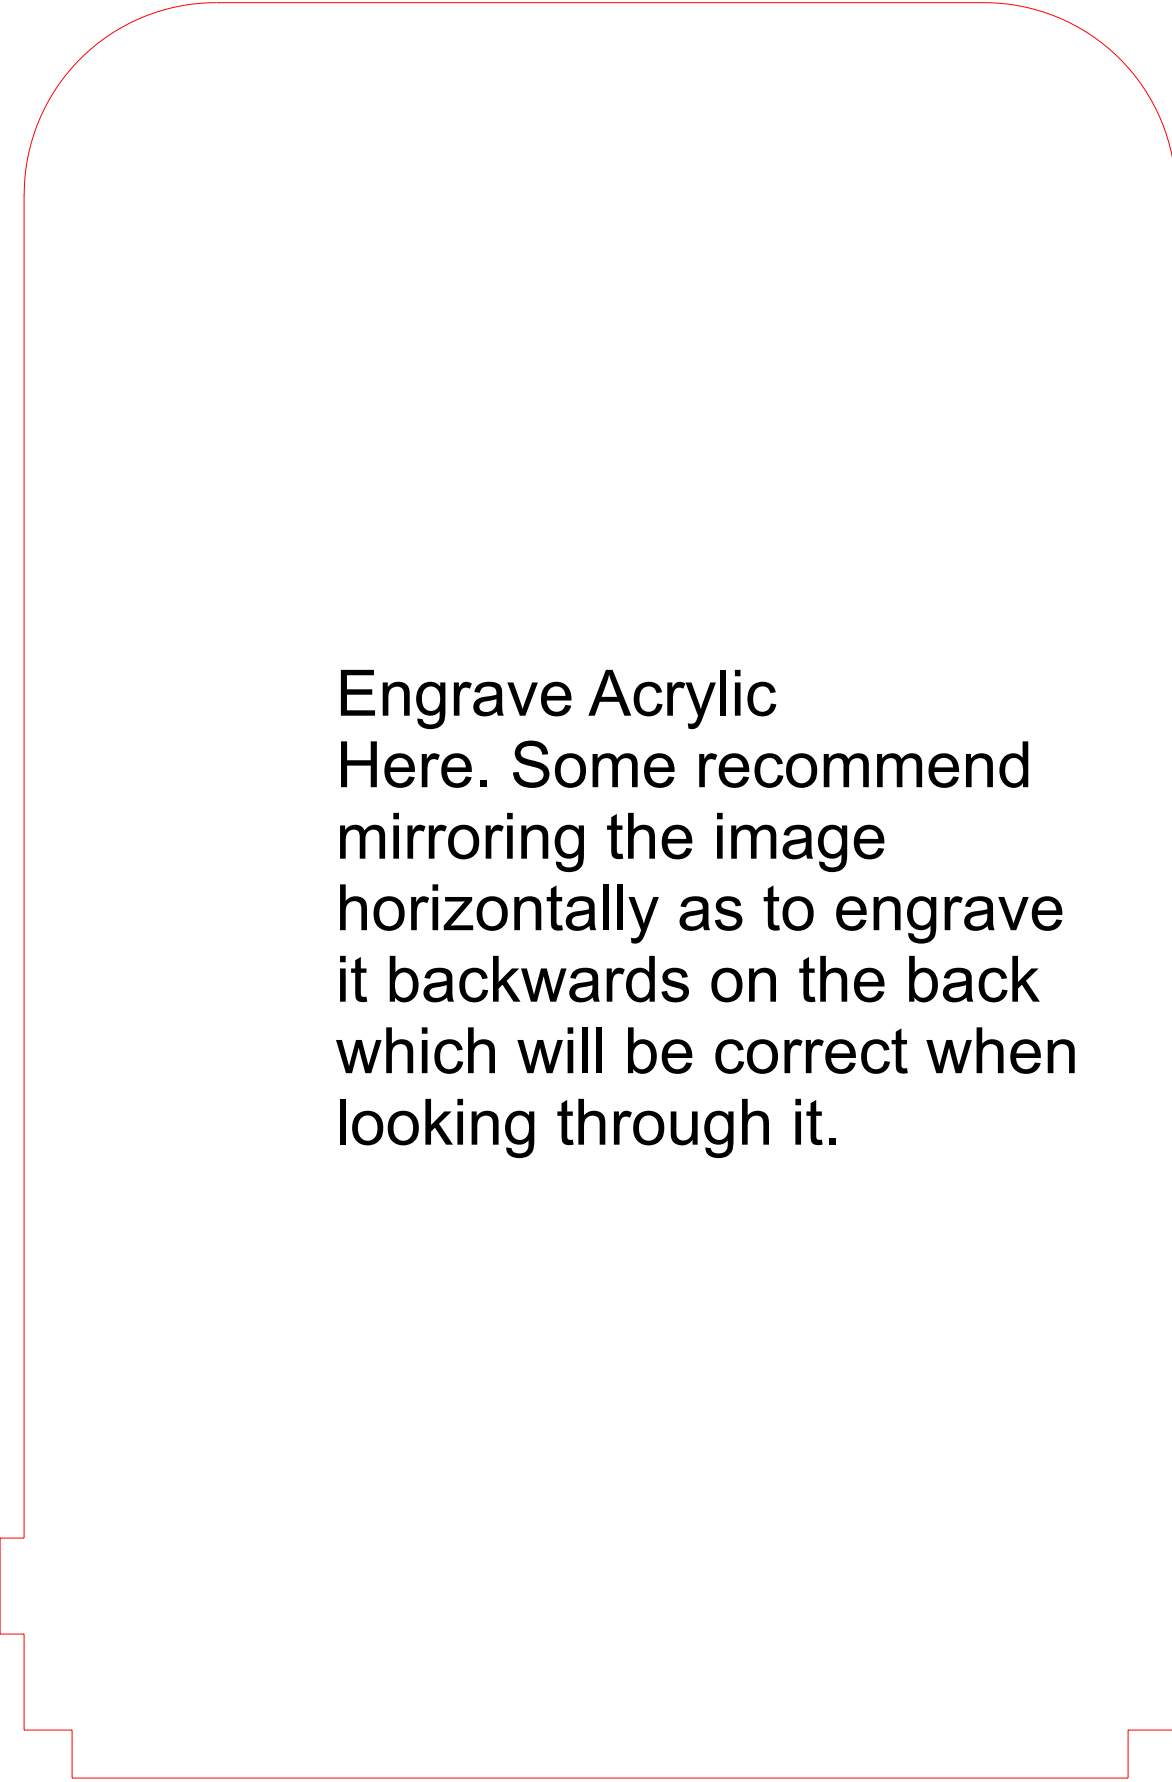 Engrave Acrylic
Here. Some recommend
mirroring the image
horizontally as to engrave
it backwards on the back
which will be correct when
looking through it.